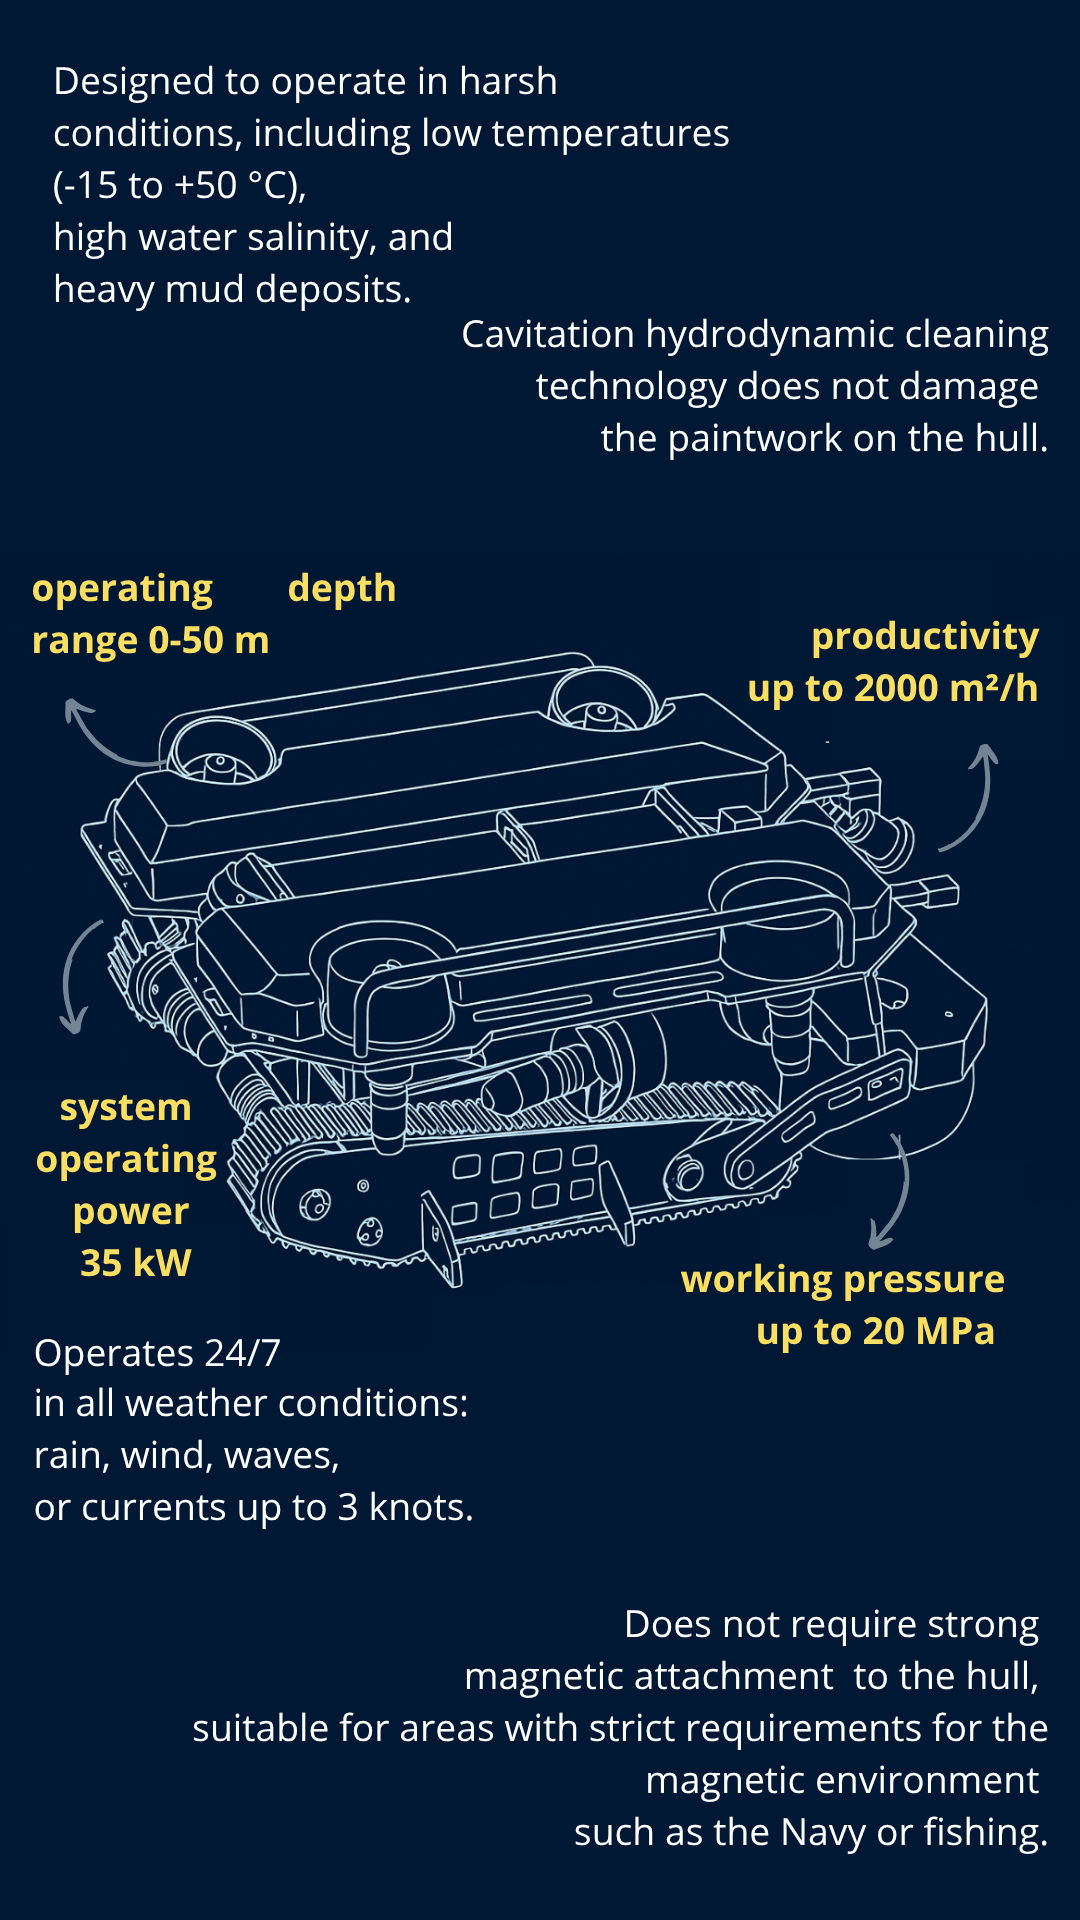 Designed to operate in harsh
conditions, including low temperatures
(-15 to +50 °C),
high water salinity, and
heavy mud deposits.
Cavitation hydrodynamic cleaning
technology does not damage
the paintwork on the hull.
operating depth
range 0-50 m
productivity
up to 2000 m²/h
system
operating
power
35 kW
working pressure
up to 20 MPa
Operates 24/7
in all weather conditions:
rain, wind, waves,
or currents up to 3 knots.
Does not require strong
magnetic attachment to the hull,
suitable for areas with strict requirements for the
magnetic environment
such as the Navy or fishing.